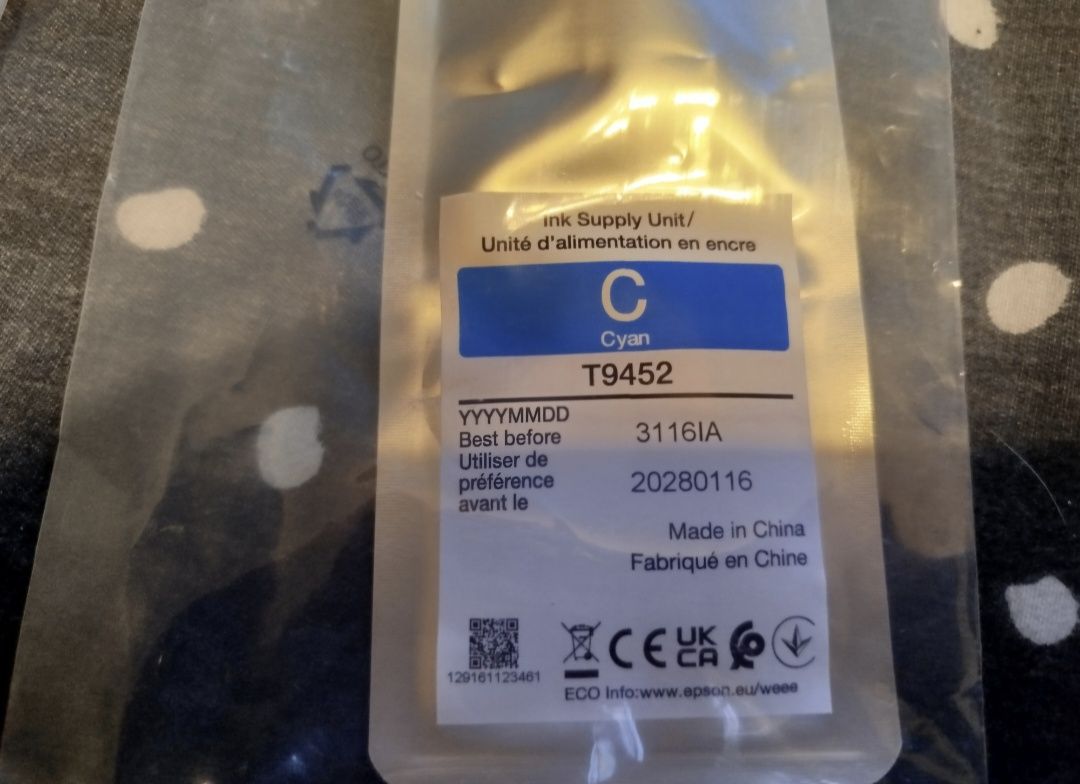 Ink Supply Unit/
Unité d'alimentation en encre
C
Cyan
T9452
YYYYMMDD
Best before
Utiliser de
préférence
avant le
3116IA
20280116
Made in China
Fabriqué en Chine
129161123461
CE UK CA
ECO Info:www.epson.eu/weee